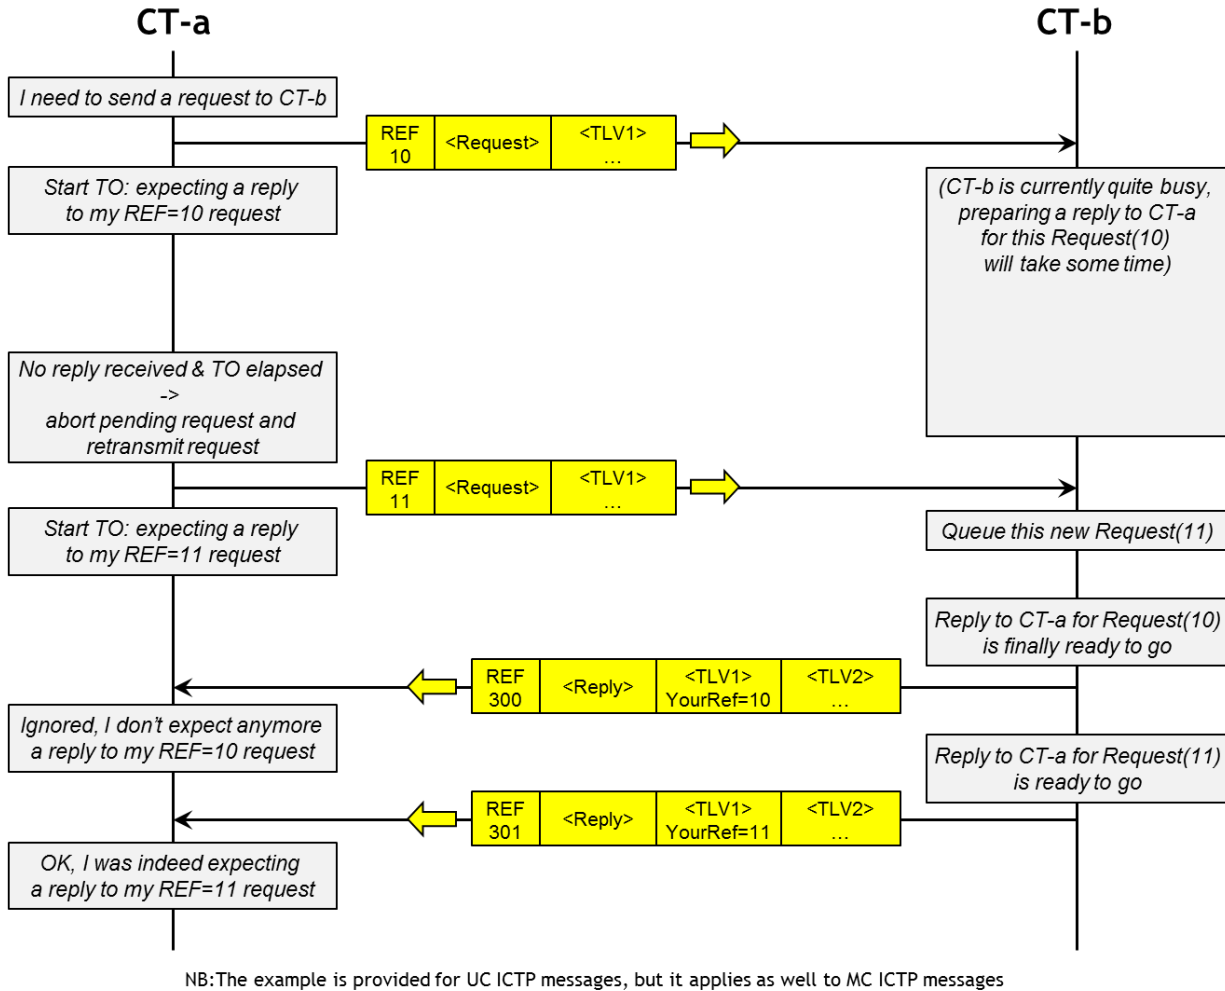 CT-a
CT-b
I need to send a request to CT-b
REF
10
<Request>
<TLV1>
...
Start TO: expecting a reply
to my REF=10 request
(CT-b is currently quite busy,
preparing a reply to CT-a
for this Request(10)
will take some time)
No reply received & TO elapsed
->
abort pending request and
retransmit request
REF
11
<Request>
<TLV1>
...
Start TO: expecting a reply
to my REF=11 request
Queue this new Request(11)
Reply to CT-a for Request(10)
is finally ready to go
REF
300
<Reply>
<TLV1>
YourRef=10
<TLV2>
...
Ignored, I don't expect anymore
a reply to my REF=10 request
Reply to CT-a for Request(11)
is ready to go
REF
301
<Reply>
<TLV1>
YourRef=11
<TLV2>
...
OK, I was indeed expecting
a reply to my REF=11 request
NB:The example is provided for UC ICTP messages, but it applies as well to MC ICTP messages